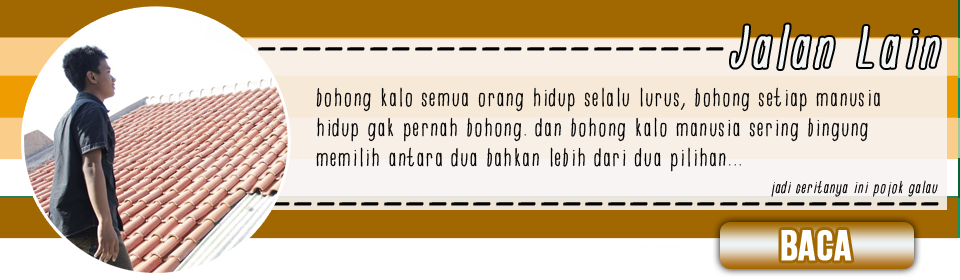 Jalan Lain
bohong kalo semua orang hidup selalu lurus, bohong setiap manusia
hidup gak pernah bohong. dan bohong kalo manusia sering bingung
memilih antara dua bahkan lebih dari dua pilihan...
jadi ceritanya ini pojok galau
BACA